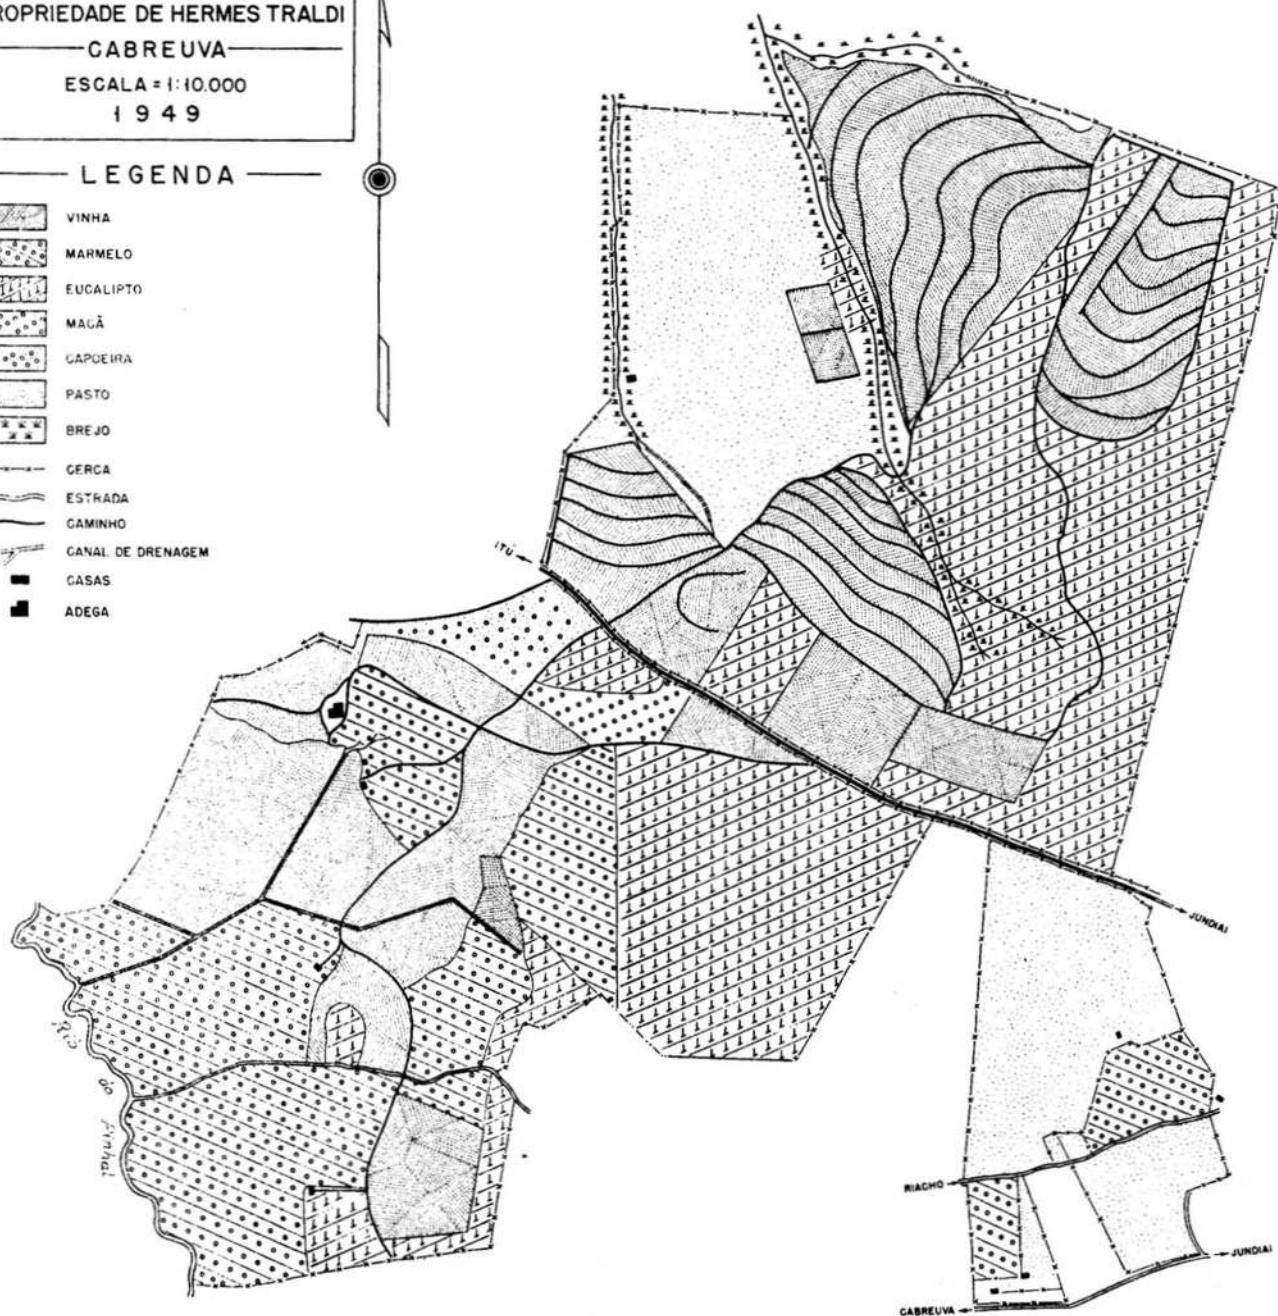 ROPRIEDADE DE HERMES TRALDI
CABREUVA
ESCALA = 1:10.000
1949
LEGENDA
VINHA
MARMELO
EUCALIPTO
MAÇÃ
CAPOEIRA
PASTO
BREJO
CERCA
ESTRADA
CAMINHO
CANAL DE DRENAGEM
CASAS
ADEGA
ITÚ
JUNDIAI
Rio
do
Pinhal
RIACHO
JUNDIAI
CABREUVA